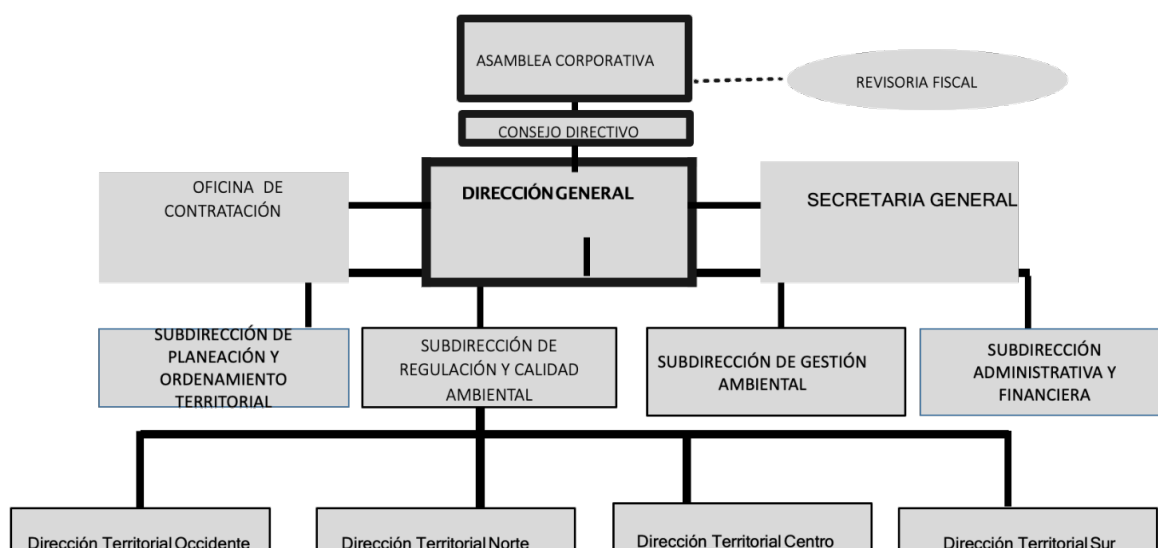 ASAMBLEA CORPORATIVA
REVISORIA FISCAL
CONSEJO DIRECTIVO
OFICINA DE
CONTRATACIÓN
DIRECCIÓN GENERAL
SECRETARIA GENERAL
SUBDIRECCIÓN DE
PLANEACIÓN Y
ORDENAMIENTO
TERRITORIAL
SUBDIRECCIÓN DE
REGULACIÓN Y CALIDAD
AMBIENTAL
SUBDIRECCIÓN DE GESTIÓN
AMBIENTAL
SUBDIRECCIÓN
ADMINISTRATIVA Y
FINANCIERA
Dirección Territorial Occidente
Dirección Territorial Norte
Dirección Territorial Centro
Dirección Territorial Sur